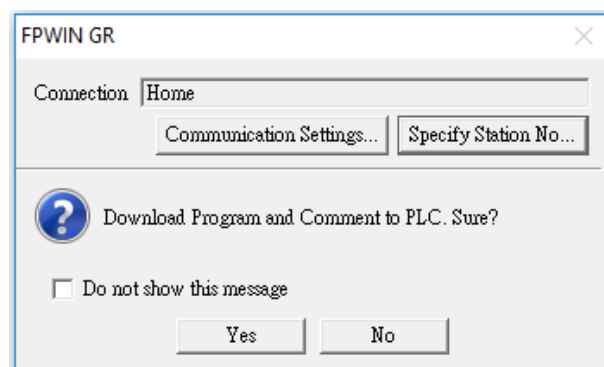 FPWIN GR
Connection Home
Communication Settings... Specify Station No...
Download Program and Comment to PLC. Sure?
Do not show this message
Yes No